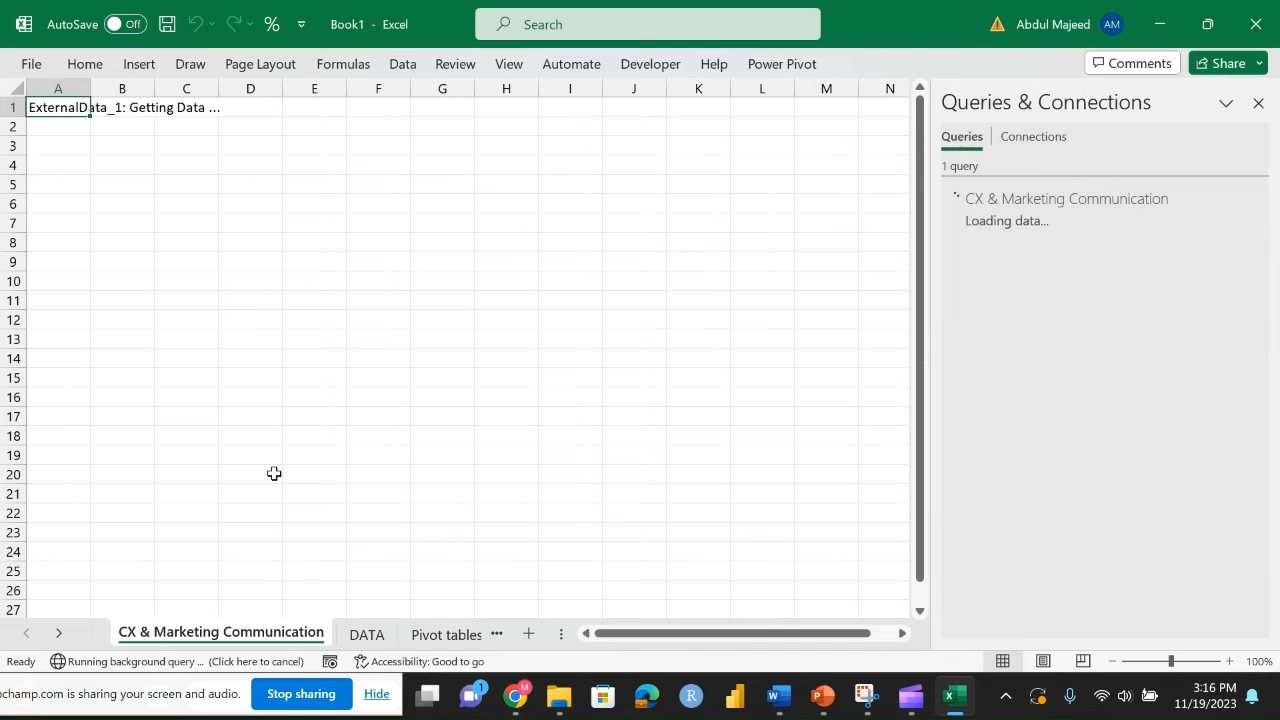 AutoSave Off % Book1 - Excel Search Abdul Majeed AM
File Home Insert Draw Page Layout Formulas Data Review View Automate Developer Help Power Pivot Comments Share
A B C D E F G H I J K L M N
1 ExternalData_1: Getting Data ...
2
3
4
5
6
7
8
9
10
11
12
13
14
15
16
17
18
19
20
21
22
23
24
25
26
27
Queries & Connections
Queries Connections
1 query
CX & Marketing Communication
Loading data...
CX & Marketing Communication DATA Pivot tables ...
Ready Running background query ... (Click here to cancel) Accessibility: Good to go 100%
champ.com is sharing your screen and audio. Stop sharing Hide 1 M R W P X 3:16 PM
11/19/2023